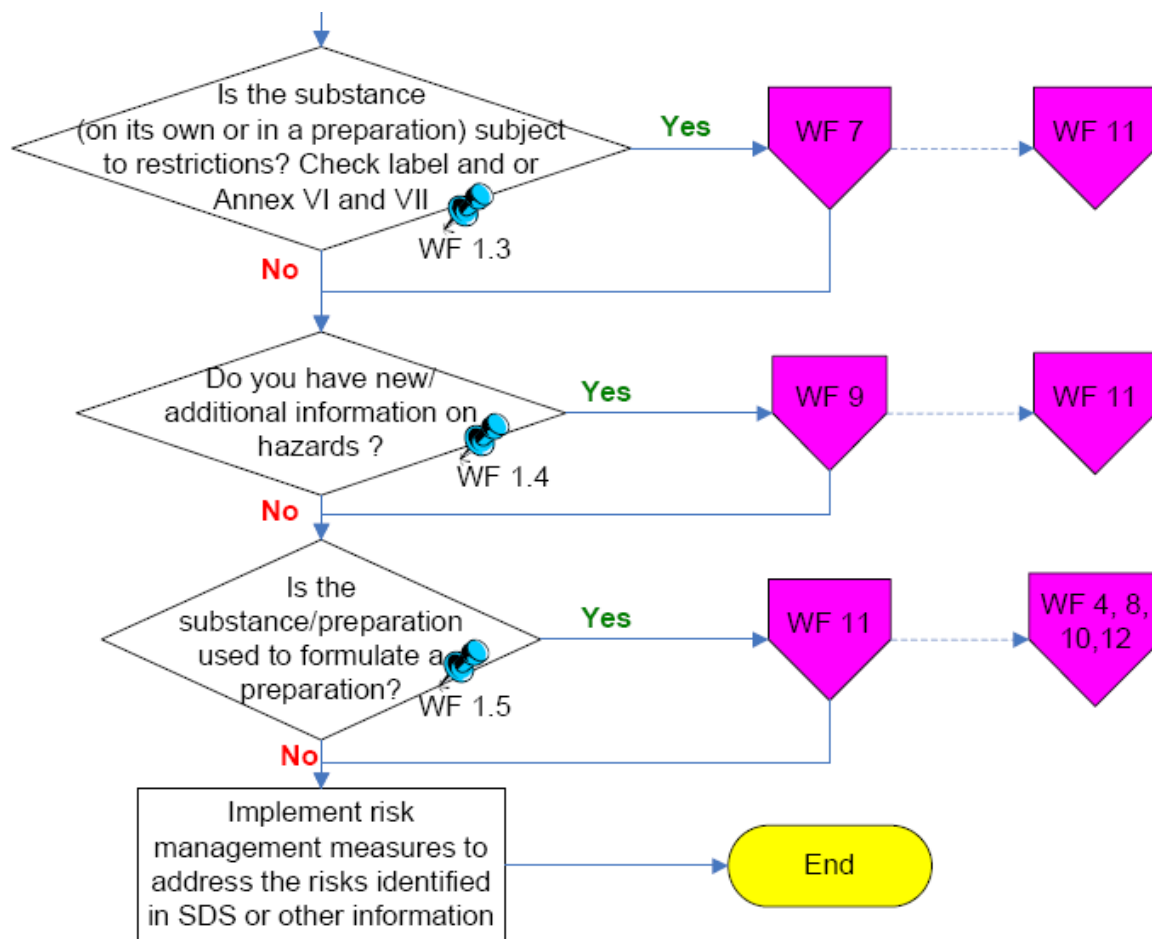 Is the substance
(on its own or in a preparation) subject
to restrictions? Check label and or
Annex VI and VII
Yes
WF 7
WF 11
WF 1.3
No
Do you have new/
additional information on
hazards ?
Yes
WF 9
WF 11
WF 1.4
No
Is the
substance/preparation
used to formulate a
preparation?
Yes
WF 11
WF 4, 8,
10,12
WF 1.5
No
Implement risk
management measures to
address the risks identified
in SDS or other information
End